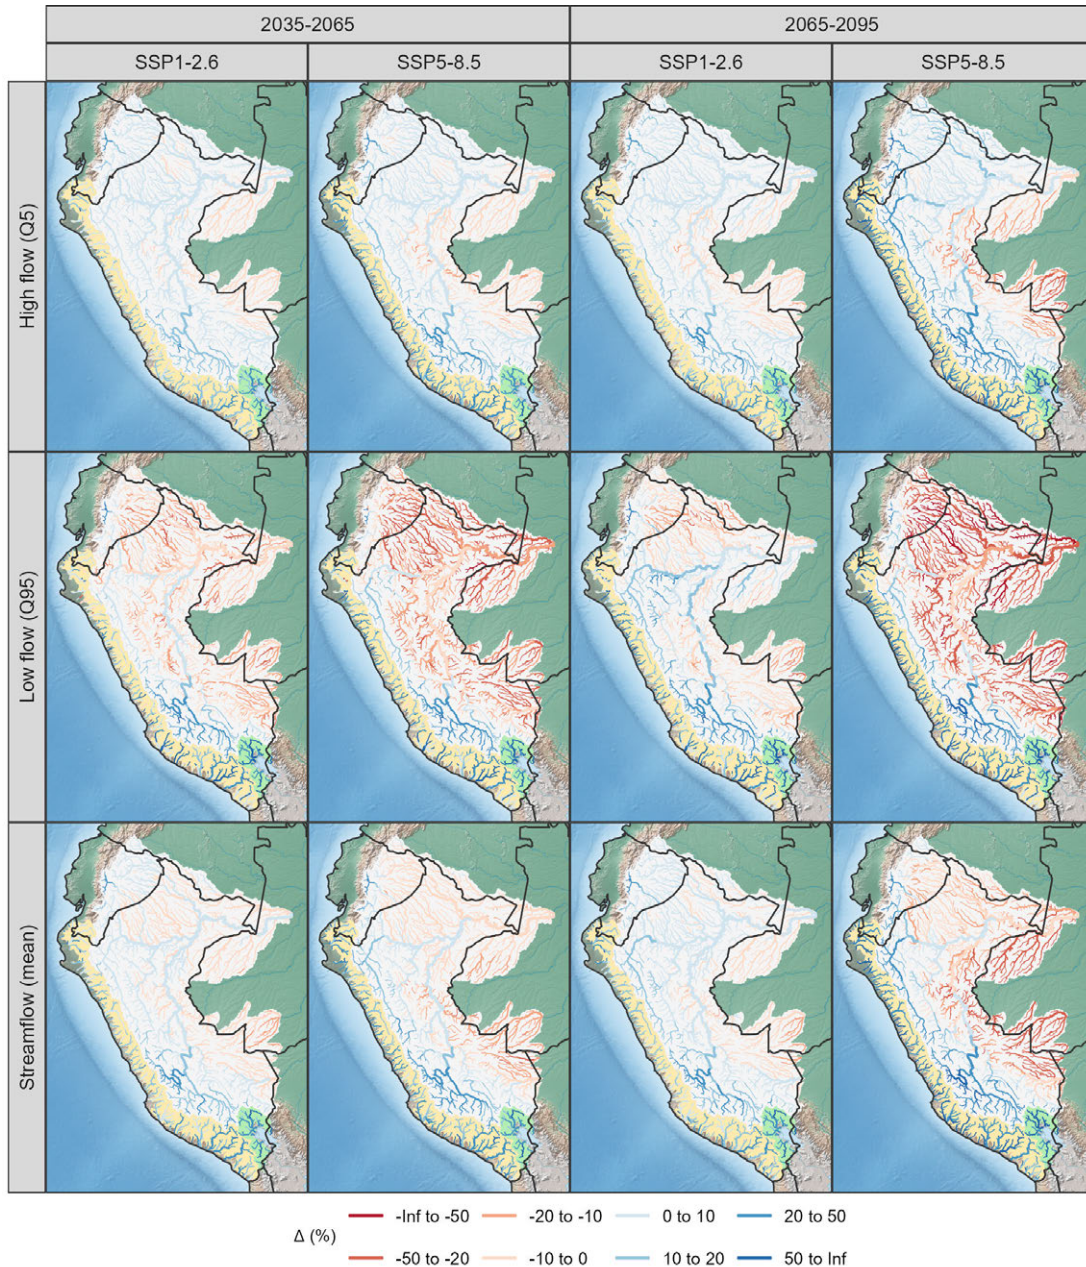 2035-2065 2065-2095
SSP1-2.6 SSP5-8.5 SSP1-2.6 SSP5-8.5
High flow (Q5)
Low flow (Q95)
Streamflow (mean)
Δ (%)
-Inf to -50 -20 to -10 0 to 10 20 to 50
-50 to -20 -10 to 0 10 to 20 50 to Inf